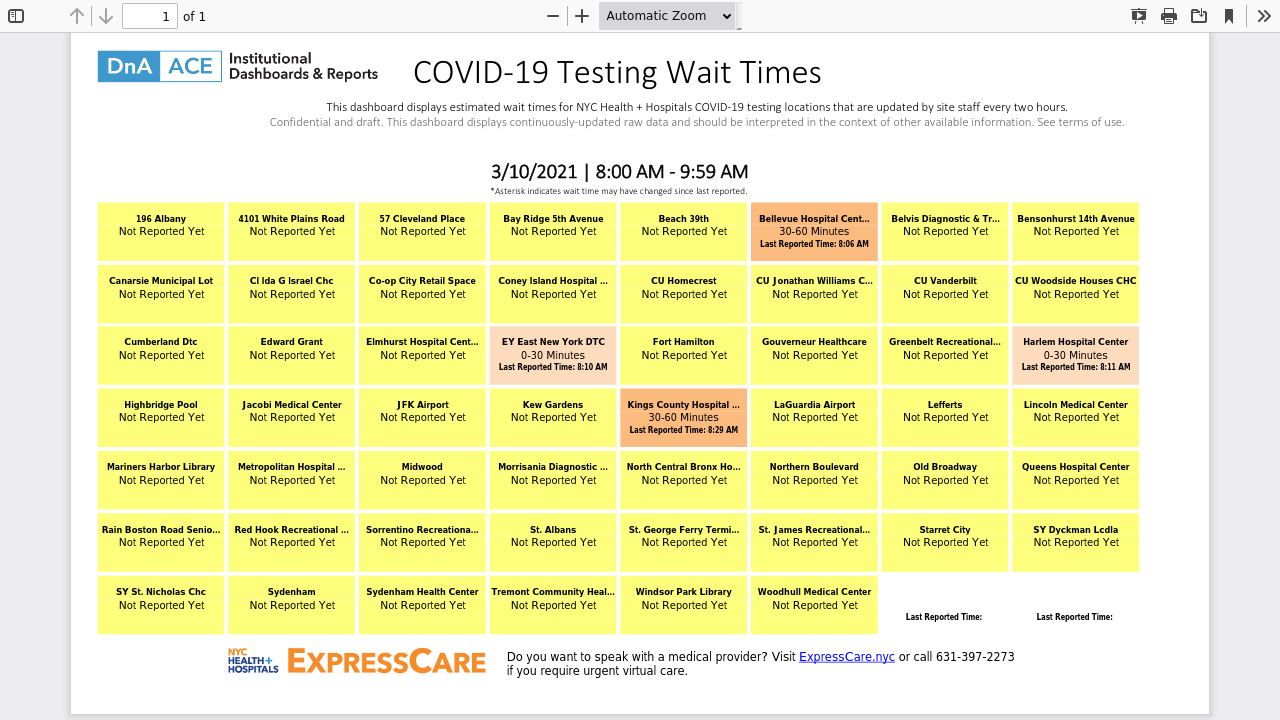 1 of 1 Automatic Zoom
DnA ACE Institutional Dashboards & Reports
COVID-19 Testing Wait Times
This dashboard displays estimated wait times for NYC Health + Hospitals COVID-19 testing locations that are updated by site staff every two hours.
Confidential and draft. This dashboard displays continuously-updated raw data and should be interpreted in the context of other available information. See terms of use.
3/10/2021 | 8:00 AM - 9:59 AM
*Asterisk indicates wait time may have changed since last reported.
196 Albany
Not Reported Yet
4101 White Plains Road
Not Reported Yet
57 Cleveland Place
Not Reported Yet
Bay Ridge 5th Avenue
Not Reported Yet
Beach 39th
Not Reported Yet
Bellevue Hospital Cent...
30-60 Minutes
Last Reported Time: 8:06 AM
Belvis Diagnostic & Tr...
Not Reported Yet
Bensonhurst 14th Avenue
Not Reported Yet
Canarsie Municipal Lot
Not Reported Yet
CI Ida G Israel Chc
Not Reported Yet
Co-op City Retail Space
Not Reported Yet
Coney Island Hospital ...
Not Reported Yet
CU Homecrest
Not Reported Yet
CU Jonathan Williams C...
Not Reported Yet
CU Vanderbilt
Not Reported Yet
CU Woodside Houses CHC
Not Reported Yet
Cumberland Dtc
Not Reported Yet
Edward Grant
Not Reported Yet
Elmhurst Hospital Cent...
Not Reported Yet
EY East New York DTC
0-30 Minutes
Last Reported Time: 8:10 AM
Fort Hamilton
Not Reported Yet
Gouverneur Healthcare
Not Reported Yet
Greenbelt Recreational...
Not Reported Yet
Harlem Hospital Center
0-30 Minutes
Last Reported Time: 8:11 AM
Highbridge Pool
Not Reported Yet
Jacobi Medical Center
Not Reported Yet
JFK Airport
Not Reported Yet
Kew Gardens
Not Reported Yet
Kings County Hospital ...
30-60 Minutes
Last Reported Time: 8:29 AM
LaGuardia Airport
Not Reported Yet
Lefferts
Not Reported Yet
Lincoln Medical Center
Not Reported Yet
Mariners Harbor Library
Not Reported Yet
Metropolitan Hospital ...
Not Reported Yet
Midwood
Not Reported Yet
Morrisania Diagnostic ...
Not Reported Yet
North Central Bronx Ho...
Not Reported Yet
Northern Boulevard
Not Reported Yet
Old Broadway
Not Reported Yet
Queens Hospital Center
Not Reported Yet
Rain Boston Road Senio...
Not Reported Yet
Red Hook Recreational ...
Not Reported Yet
Sorrentino Recreationa...
Not Reported Yet
St. Albans
Not Reported Yet
St. George Ferry Termi...
Not Reported Yet
St. James Recreational...
Not Reported Yet
Starret City
Not Reported Yet
SY Dyckman Lcdla
Not Reported Yet
SY St. Nicholas Chc
Not Reported Yet
Sydenham
Not Reported Yet
Sydenham Health Center
Not Reported Yet
Tremont Community Heal...
Not Reported Yet
Windsor Park Library
Not Reported Yet
Woodhull Medical Center
Not Reported Yet
Last Reported Time:
Last Reported Time:
NYC
HEALTH+
HOSPITALS
EXPRESSCARE
Do you want to speak with a medical provider? Visit ExpressCare.nyc or call 631-397-2273
if you require urgent virtual care.